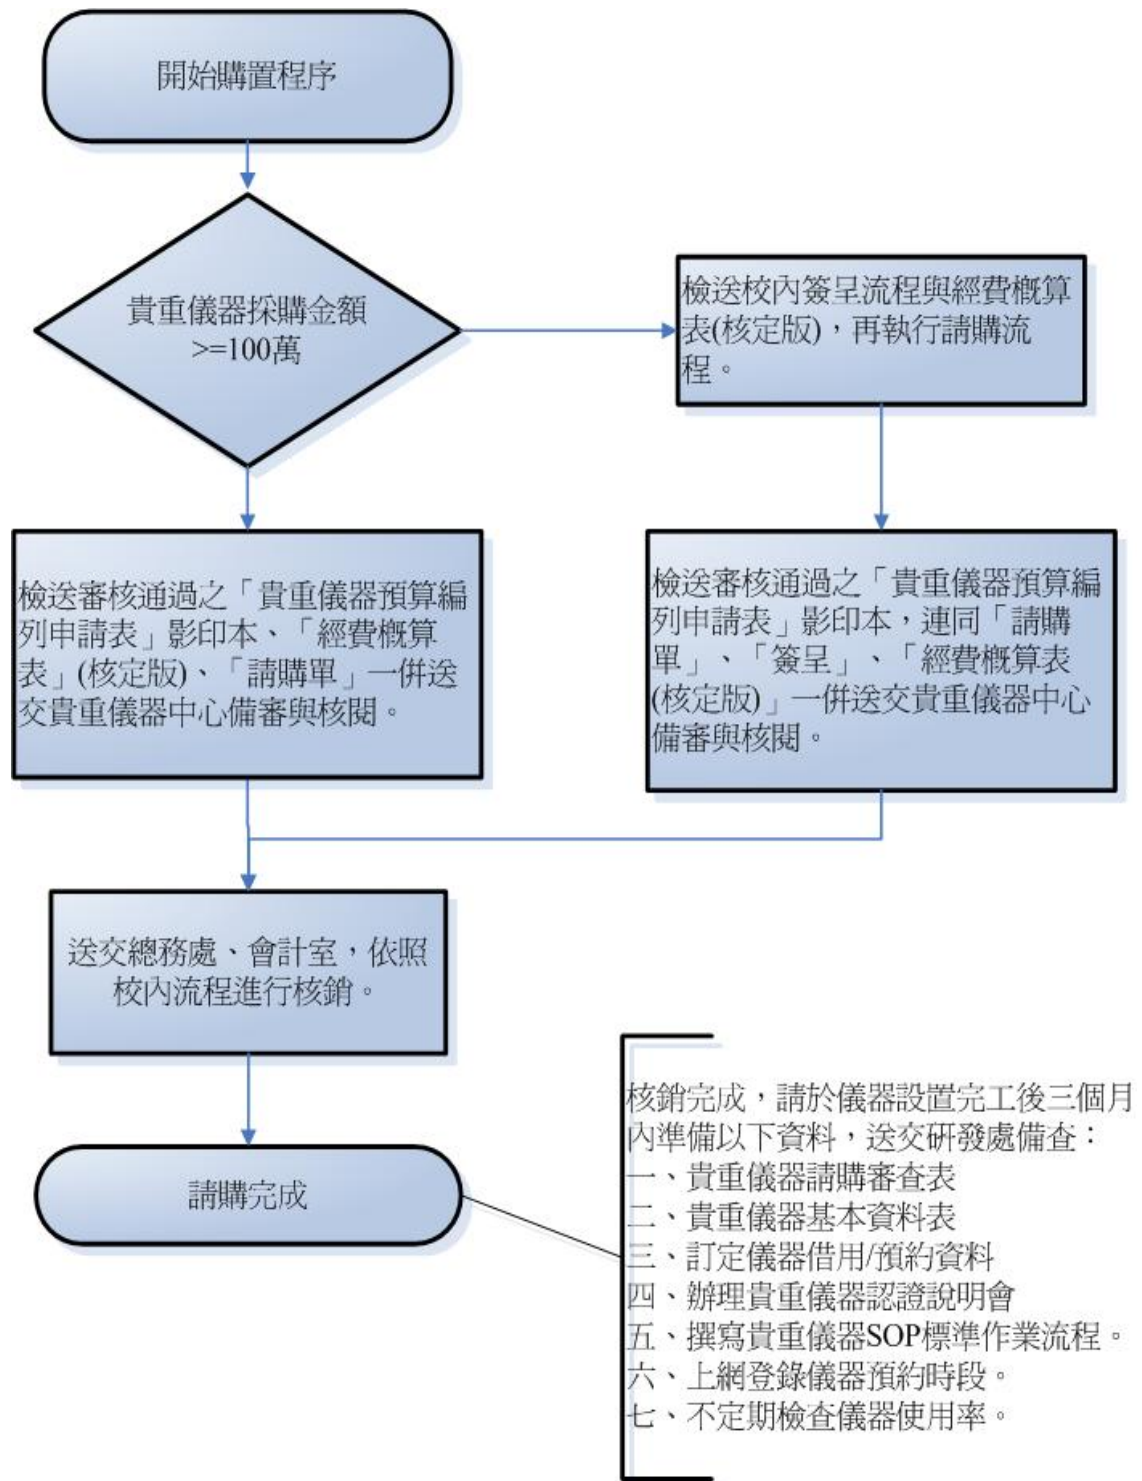 開始購置程序
貴重儀器採購金額
>=100萬
檢送校內簽呈流程與經費概算
表(核定版)，再執行請購流
程。
檢送審核通過之「貴重儀器預算編
列申請表」影印本、「經費概算
表」(核定版)、「請購單」一併送
交貴重儀器中心備審與核閱。
檢送審核通過之「貴重儀器預算編
列申請表」影印本，連同「請購
單」、「簽呈」、「經費概算表
(核定版)」一併送交貴重儀器中心
備審與核閱。
送交總務處、會計室，依照
校內流程進行核銷。
請購完成
核銷完成，請於儀器設置完工後三個月
內準備以下資料，送交研發處備查：
一、貴重儀器請購審查表
二、貴重儀器基本資料表
三、訂定儀器借用/預約資料
四、辦理貴重儀器認證說明會
五、撰寫貴重儀器SOP標準作業流程。
六、上網登錄儀器預約時段。
七、不定期檢查儀器使用率。